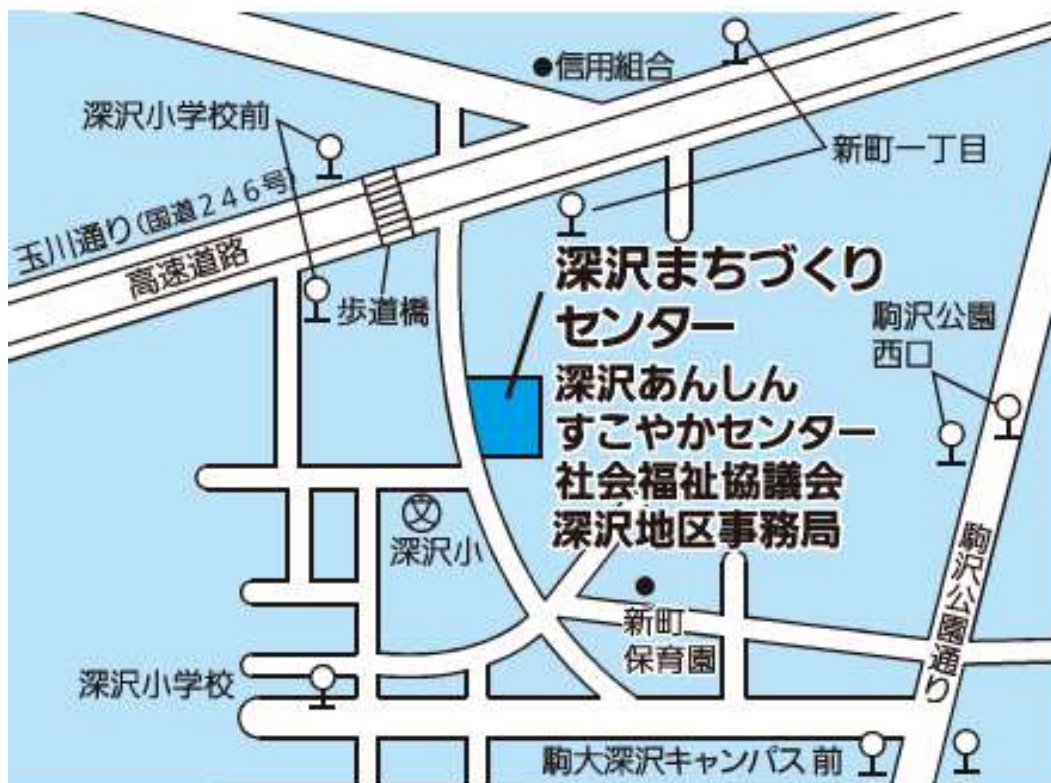 信用組合
深沢小学校前
新町一丁目
玉川通り(国道246号)
高速道路
歩道橋
深沢まちづくり
センター
深沢あんしん
すこやかセンター
社会福祉協議会
深沢地区事務局
駒沢公園
西口
文
深沢小
駒沢公園通り
新町
保育園
深沢小学校
駒大深沢キャンパス前